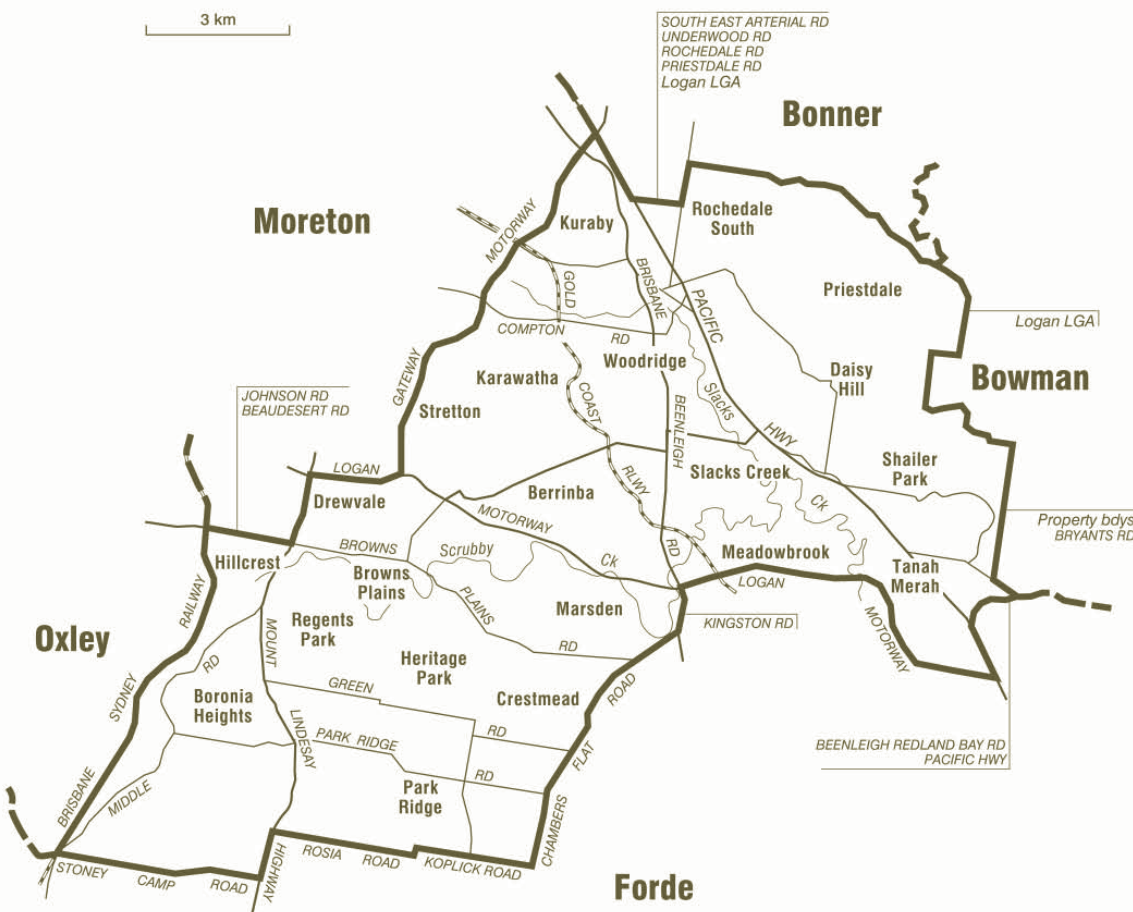 3 km
SOUTH EAST ARTERIAL RD
UNDERWOOD RD
ROCHEDALE RD
PRIESTDALE RD
Logan LGA
Bonner
Moreton
Kuraby
Rochedale
South
MOTORWAY
GOLD
BRISBANE
PACIFIC
Priestdale
Logan LGA
COMPTON
RD
Woodridge
Karawatha
Daisy
Hill
Bowman
GATEWAY
Stretton
COAST
Slacks
JOHNSON RD
BEAUDESERT RD
BEENLEIGH
HWY
LOGAN
Drewvale
Berrinba
RLWY
Slacks Creek
Shailer
Park
Ck
MOTORWAY
Property bdys
BRYANTS RD
Hillcrest
BROWNS
Scrubby
Ck
RD
Meadowbrook
Browns
Plains
PLAINS
LOGAN
Tanah
Merah
Marsden
RAILWAY
MOUNT
Regents
Park
KINGSTON RD
MOTORWAY
Oxley
RD
Heritage
Park
RD
ROAD
SYDNEY
Boronia
Heights
GREEN
Crestmead
LINDESAY
PARK RIDGE
RD
FLAT
BEENLEIGH REDLAND BAY RD
PACIFIC HWY
BRISBANE
MIDDLE
RD
Park
Ridge
CHAMBERS
STONEY
CAMP
ROAD
HIGHWAY
ROSIA
ROAD
KOPLICK ROAD
Forde